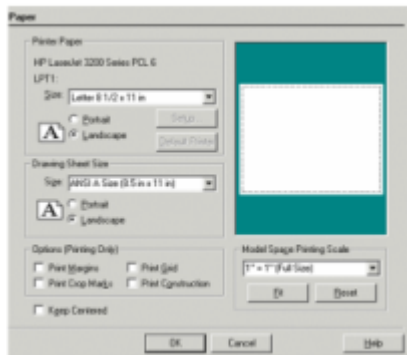 Paper
Printer Paper
HP LaserJet 3200 Series PCL 6
LPT1:
Size: Letter 8 1/2 x 11 in
Portrait
Landscape
Setup
Default Printer
A
Drawing Sheet Size
Size: ANSI A Size (8.5 in x 11 in)
Portrait
Landscape
A
Options (Printing Only)
Print Margins Print Grid
Print Crop Marks Print Construction
Keep Centered
Model Space Printing Scale
1" = 1" (Full Size)
Fit Reset
OK Cancel Help